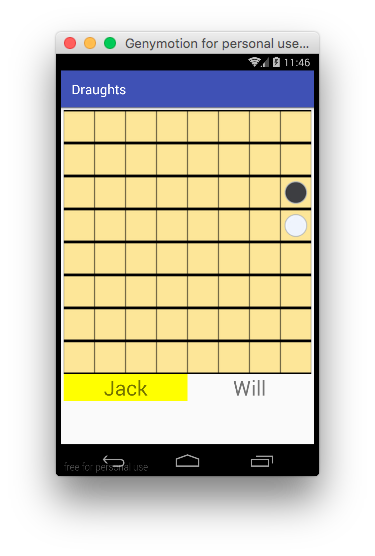 Genymotion for personal use...
11:46
Draughts
Jack
Will
free for personal use